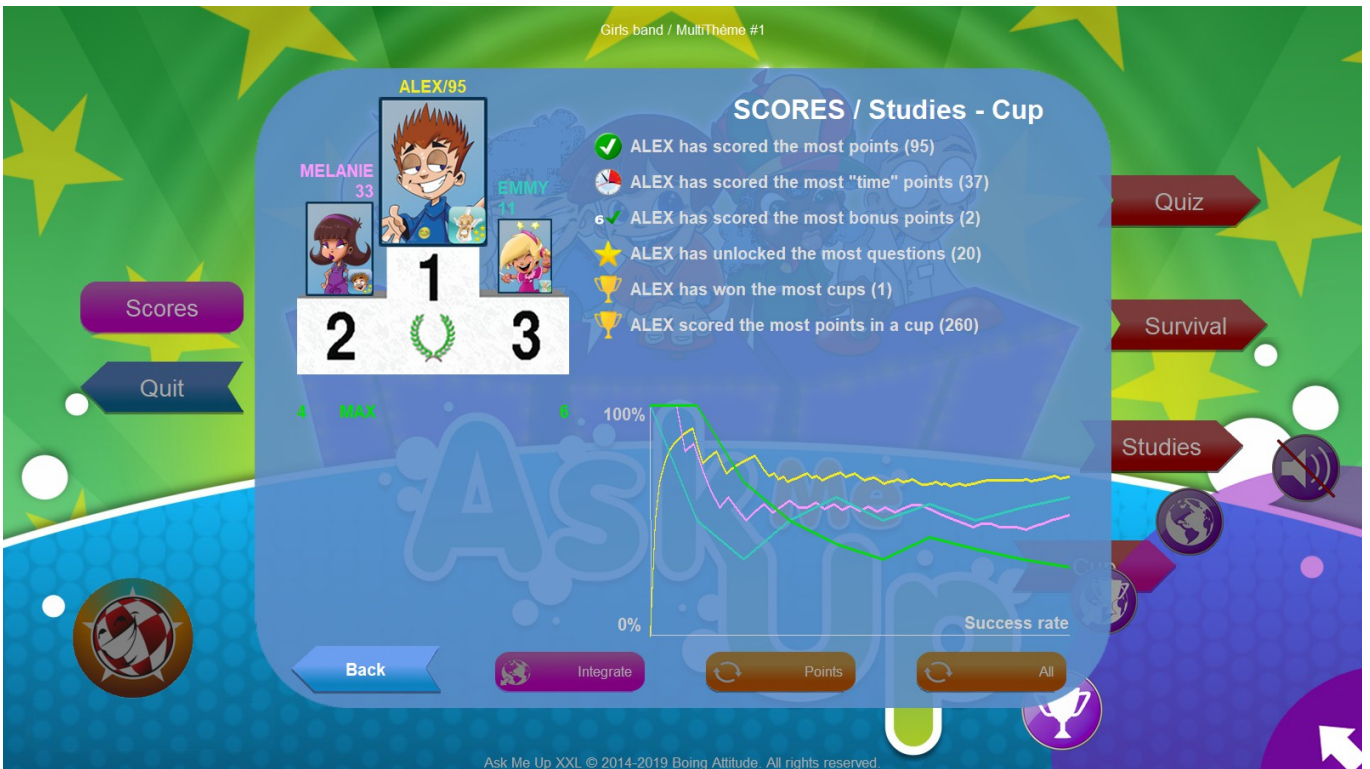 Girls band / MultiThème #1
ALEX/95
SCORES / Studies - Cup
ALEX has scored the most points (95)
MELANIE
33
EMMY
11
ALEX has scored the most "time" points (37)
6 ALEX has scored the most bonus points (2)
ALEX has unlocked the most questions (20)
ALEX has won the most cups (1)
ALEX scored the most points in a cup (260)
1
2
3
Scores
Quit
Quiz
Survival
Studies
Cup
4 MAX 6
100%
0%
Success rate
Ask Me Up
Back
Integrate
Points
All
Ask Me Up XXL © 2014-2019 Boing Attitude. All rights reserved.